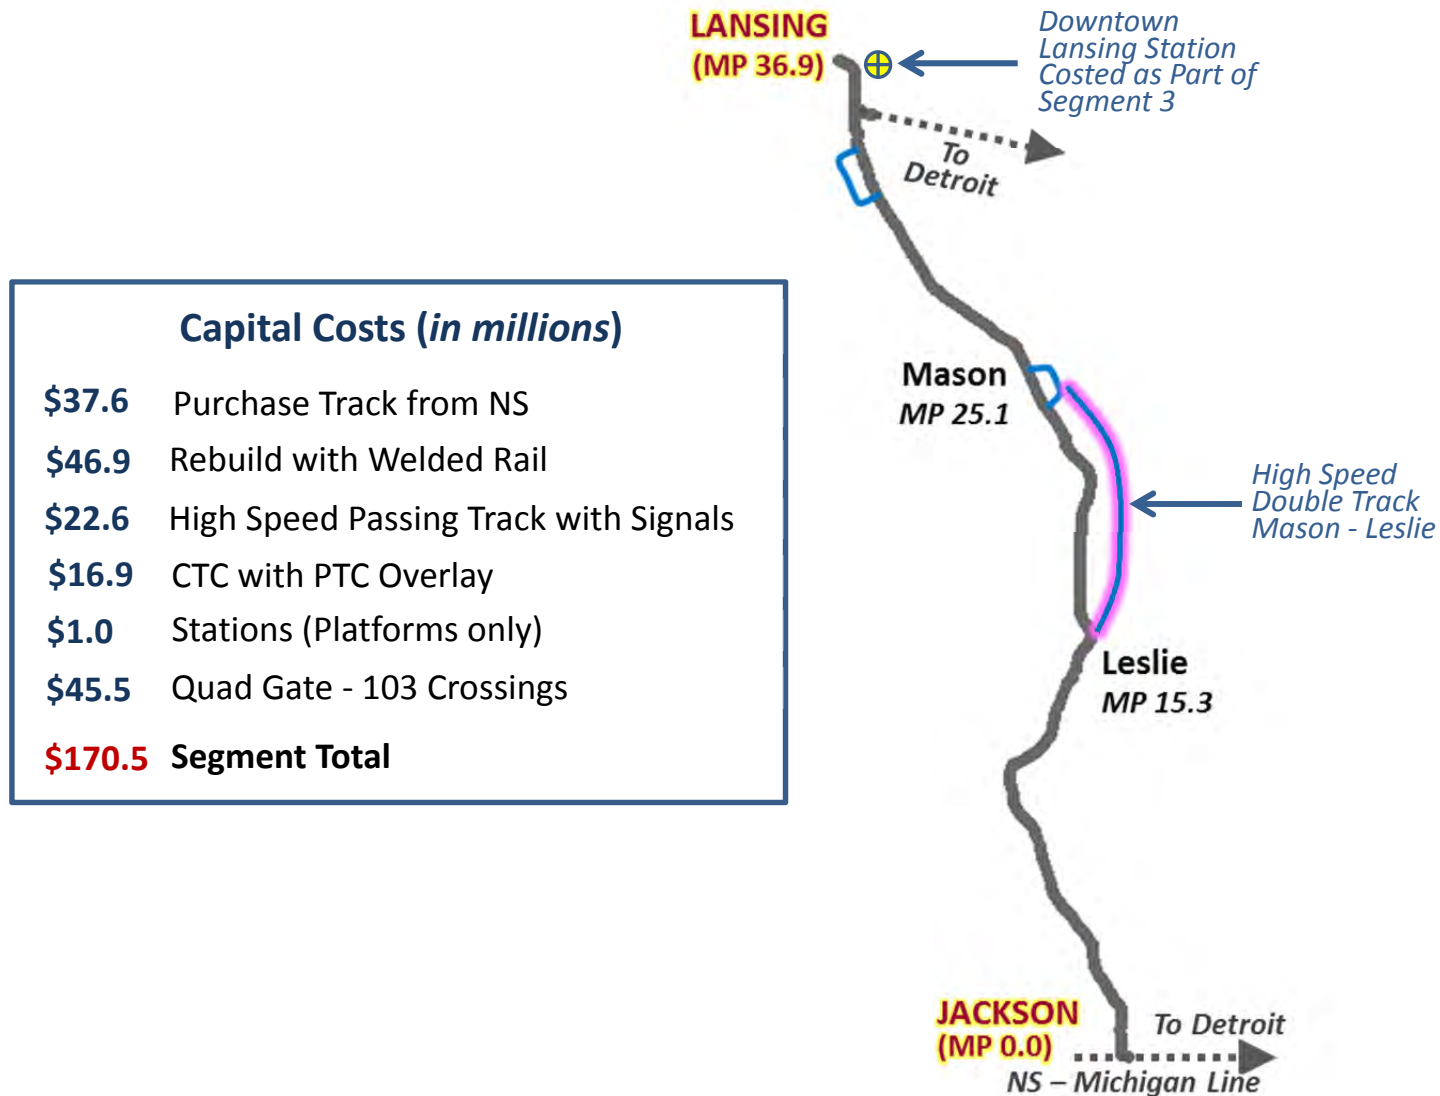 LANSING
(MP 36.9)
Downtown
Lansing Station
Costed as Part of
Segment 3
To
Detroit
Capital Costs (in millions)
$37.6 Purchase Track from NS
$46.9 Rebuild with Welded Rail
$22.6 High Speed Passing Track with Signals
$16.9 CTC with PTC Overlay
$1.0 Stations (Platforms only)
$45.5 Quad Gate - 103 Crossings
$170.5 Segment Total
Mason
MP 25.1
High Speed
Double Track
Mason - Leslie
Leslie
MP 15.3
JACKSON
(MP 0.0)
To Detroit
NS – Michigan Line